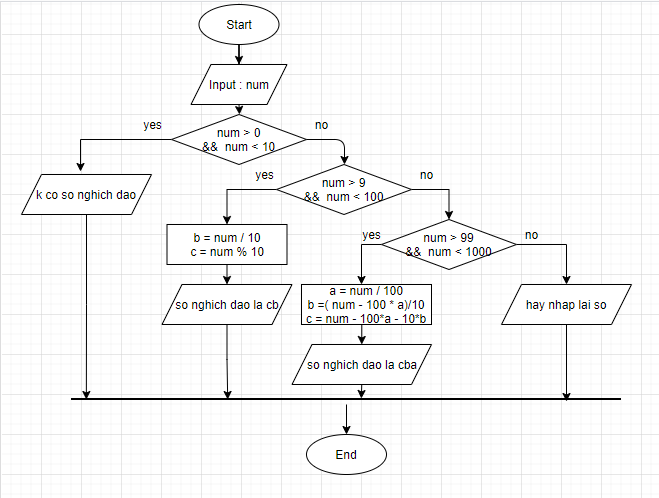 Start
Input : num
num > 0
&& num < 10
yes
no
k co so nghich dao
num > 9
&& num < 100
yes
no
b = num / 10
c = num % 10
num > 99
&& num < 1000
yes
no
so nghich dao la cb
a = num / 100
b =( num - 100 * a)/10
c = num - 100*a - 10*b
hay nhap lai so
so nghich dao la cba
End